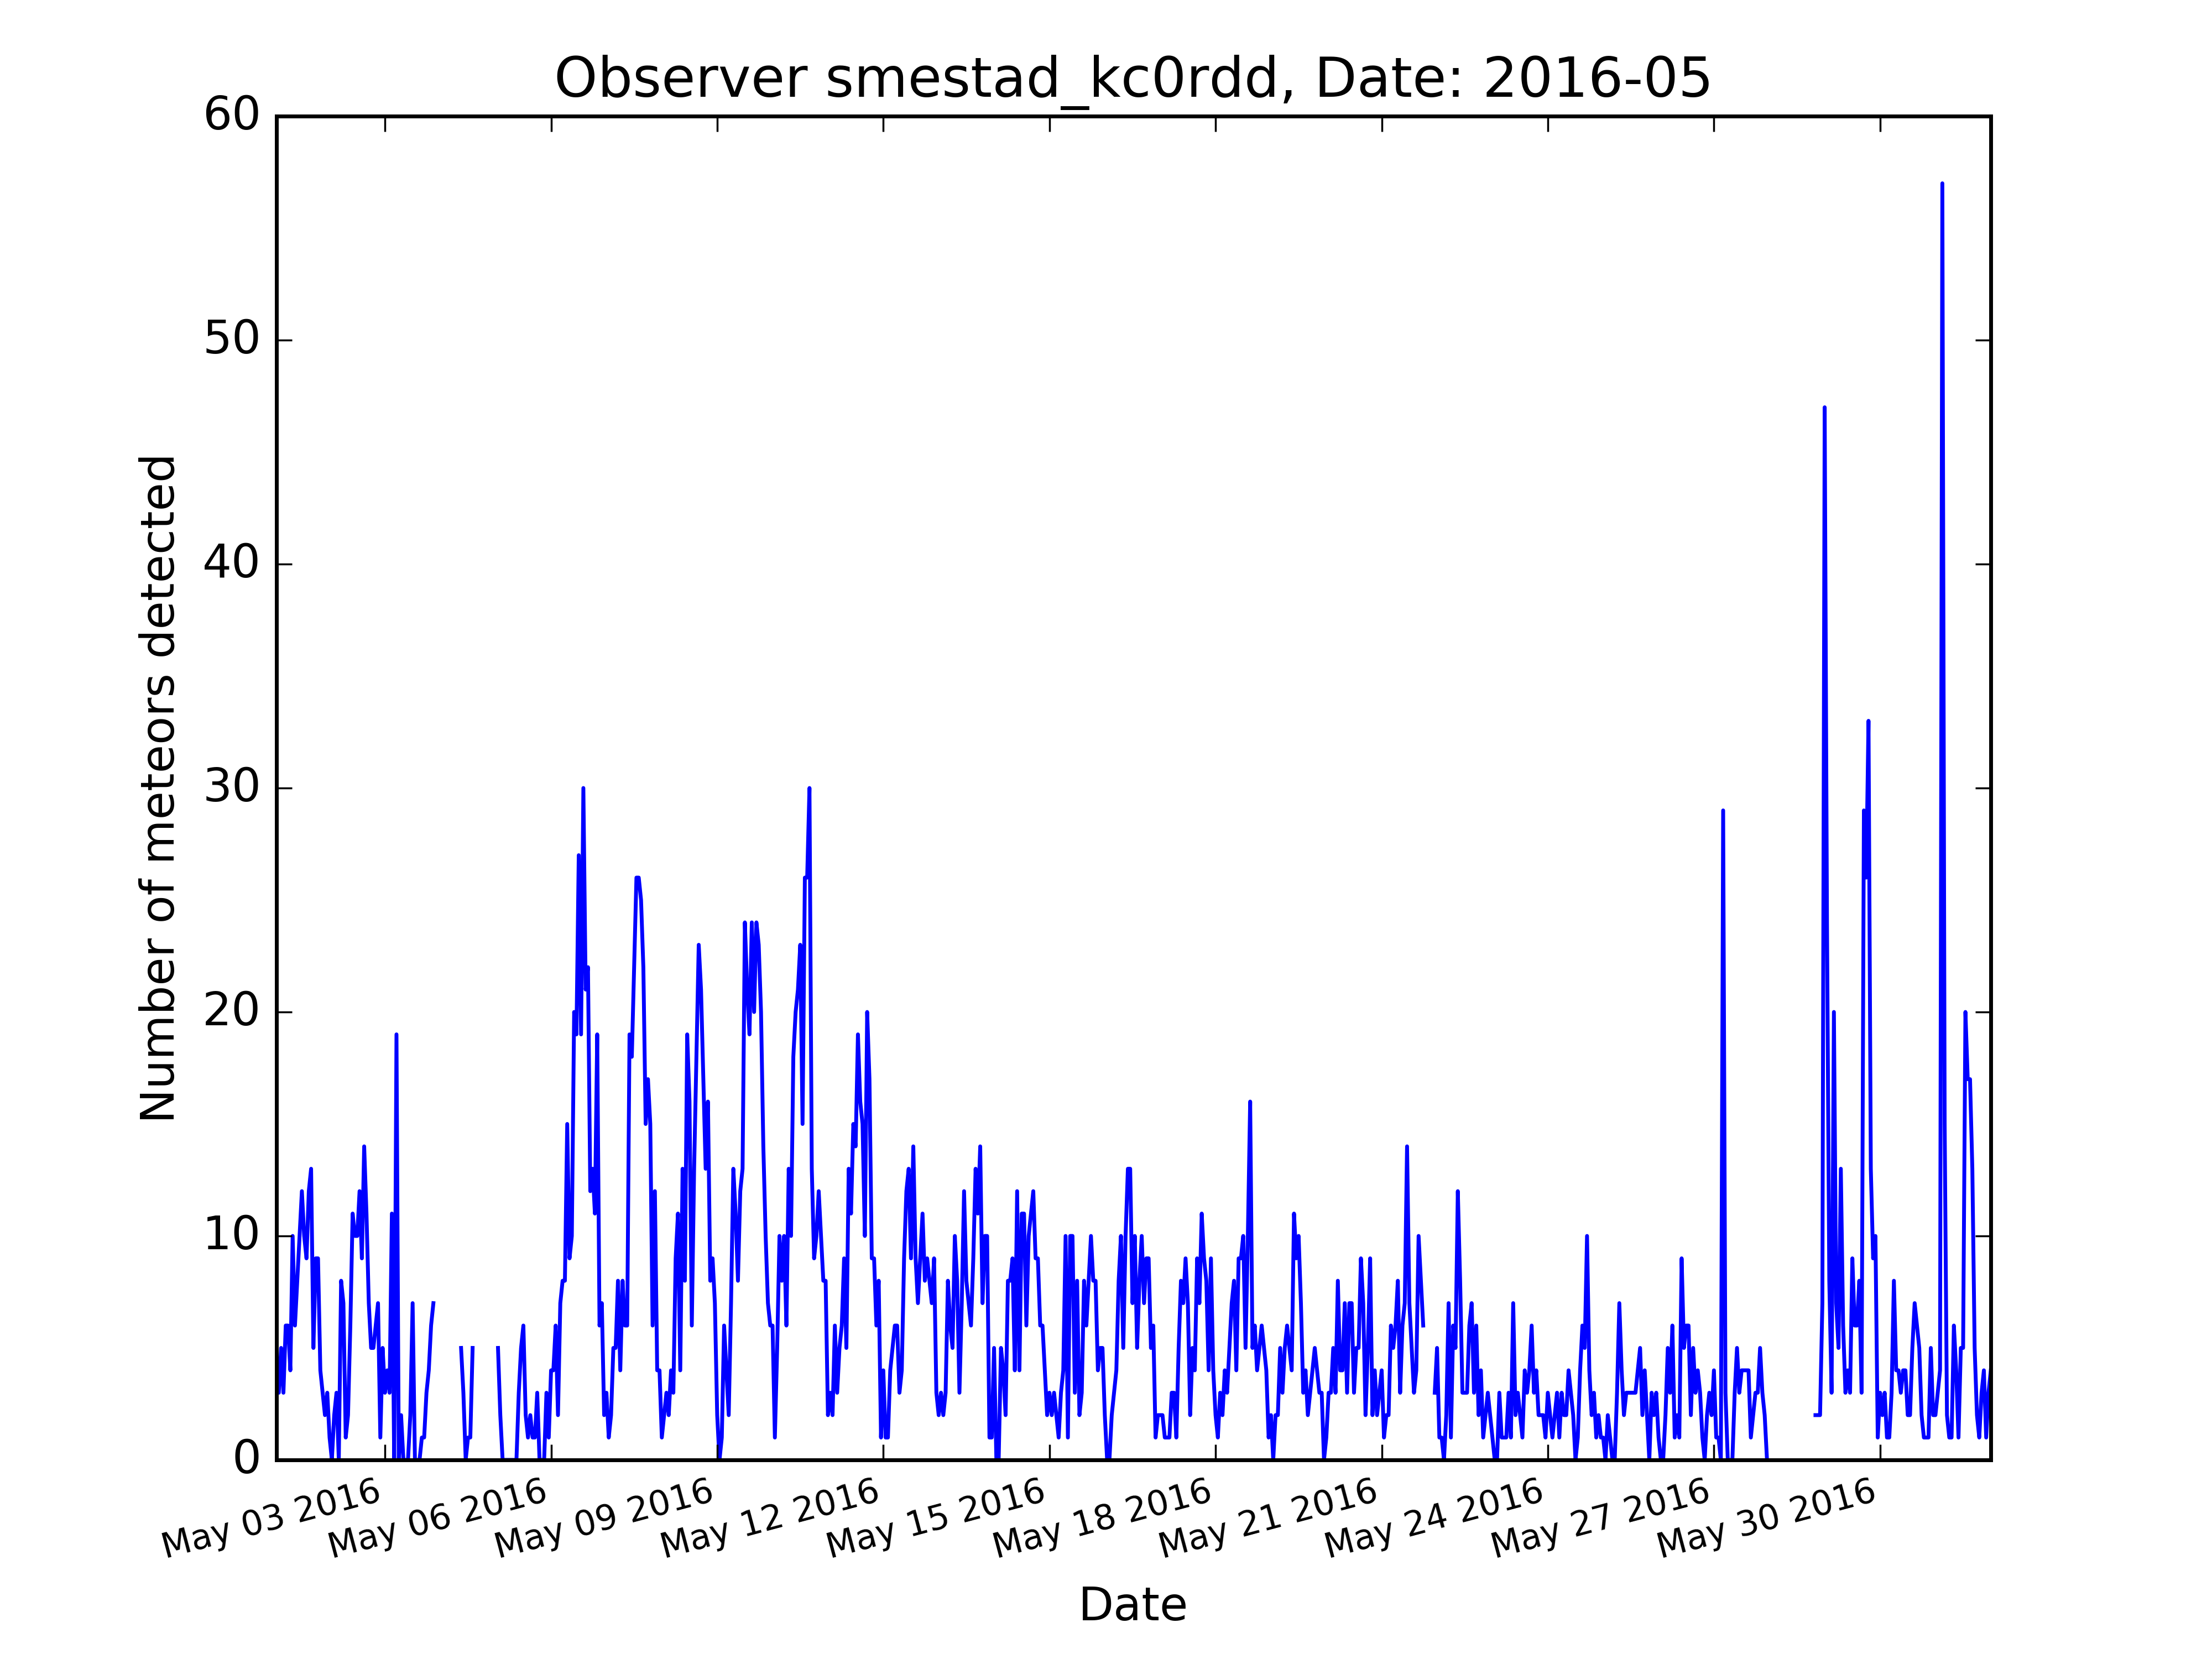 Observer smestad_kc0rdd, Date: 2016-05
60
50
40
30
20
10
0
Number of meteors detected
May 03 2016
May 06 2016
May 09 2016
May 12 2016
May 15 2016
May 18 2016
May 21 2016
May 24 2016
May 27 2016
May 30 2016
Date